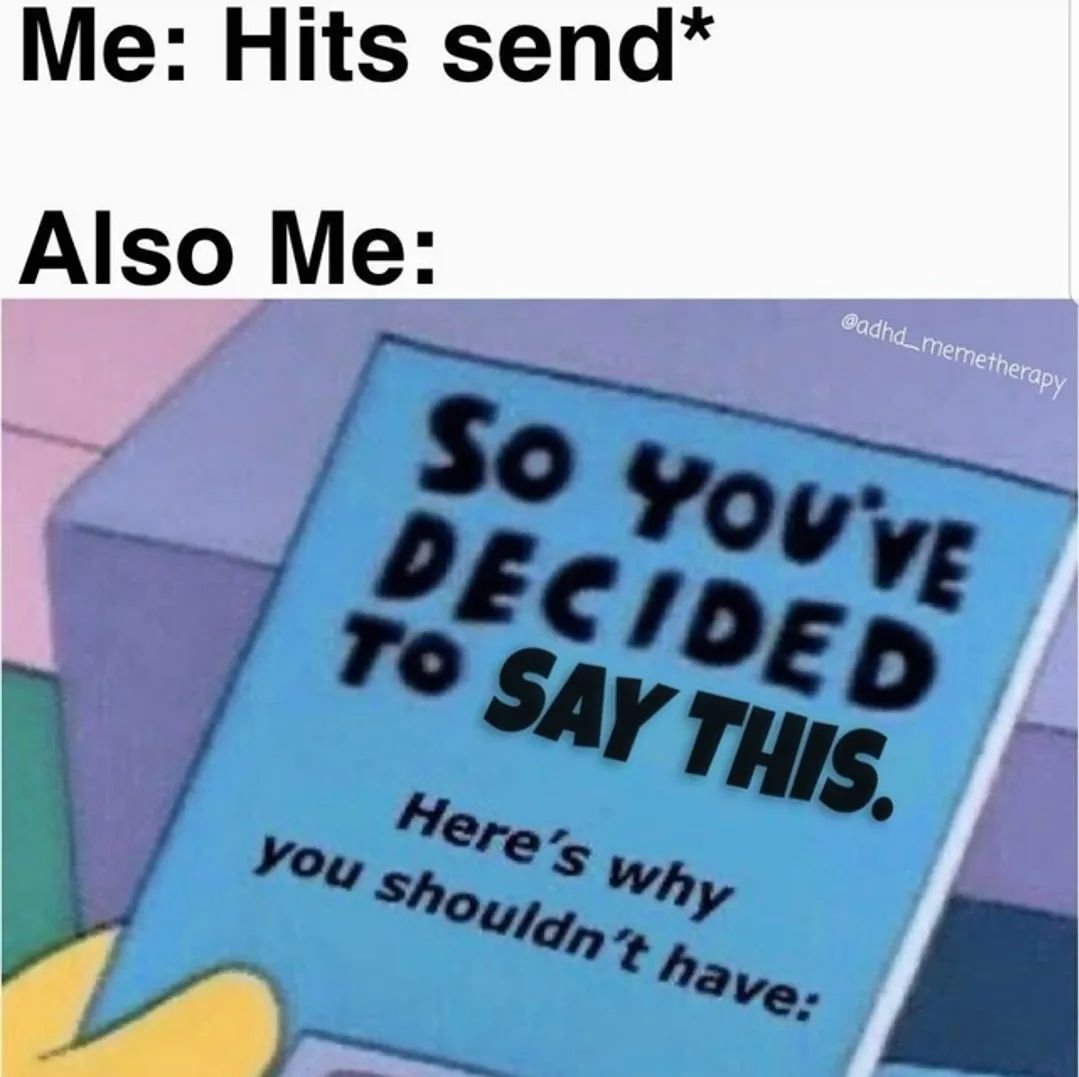 Me: Hits send*
Also Me:
@adhd_memetherapy
SO YOU'VE
DECIDED
TO SAY THIS.
Here's why
you shouldn't have: